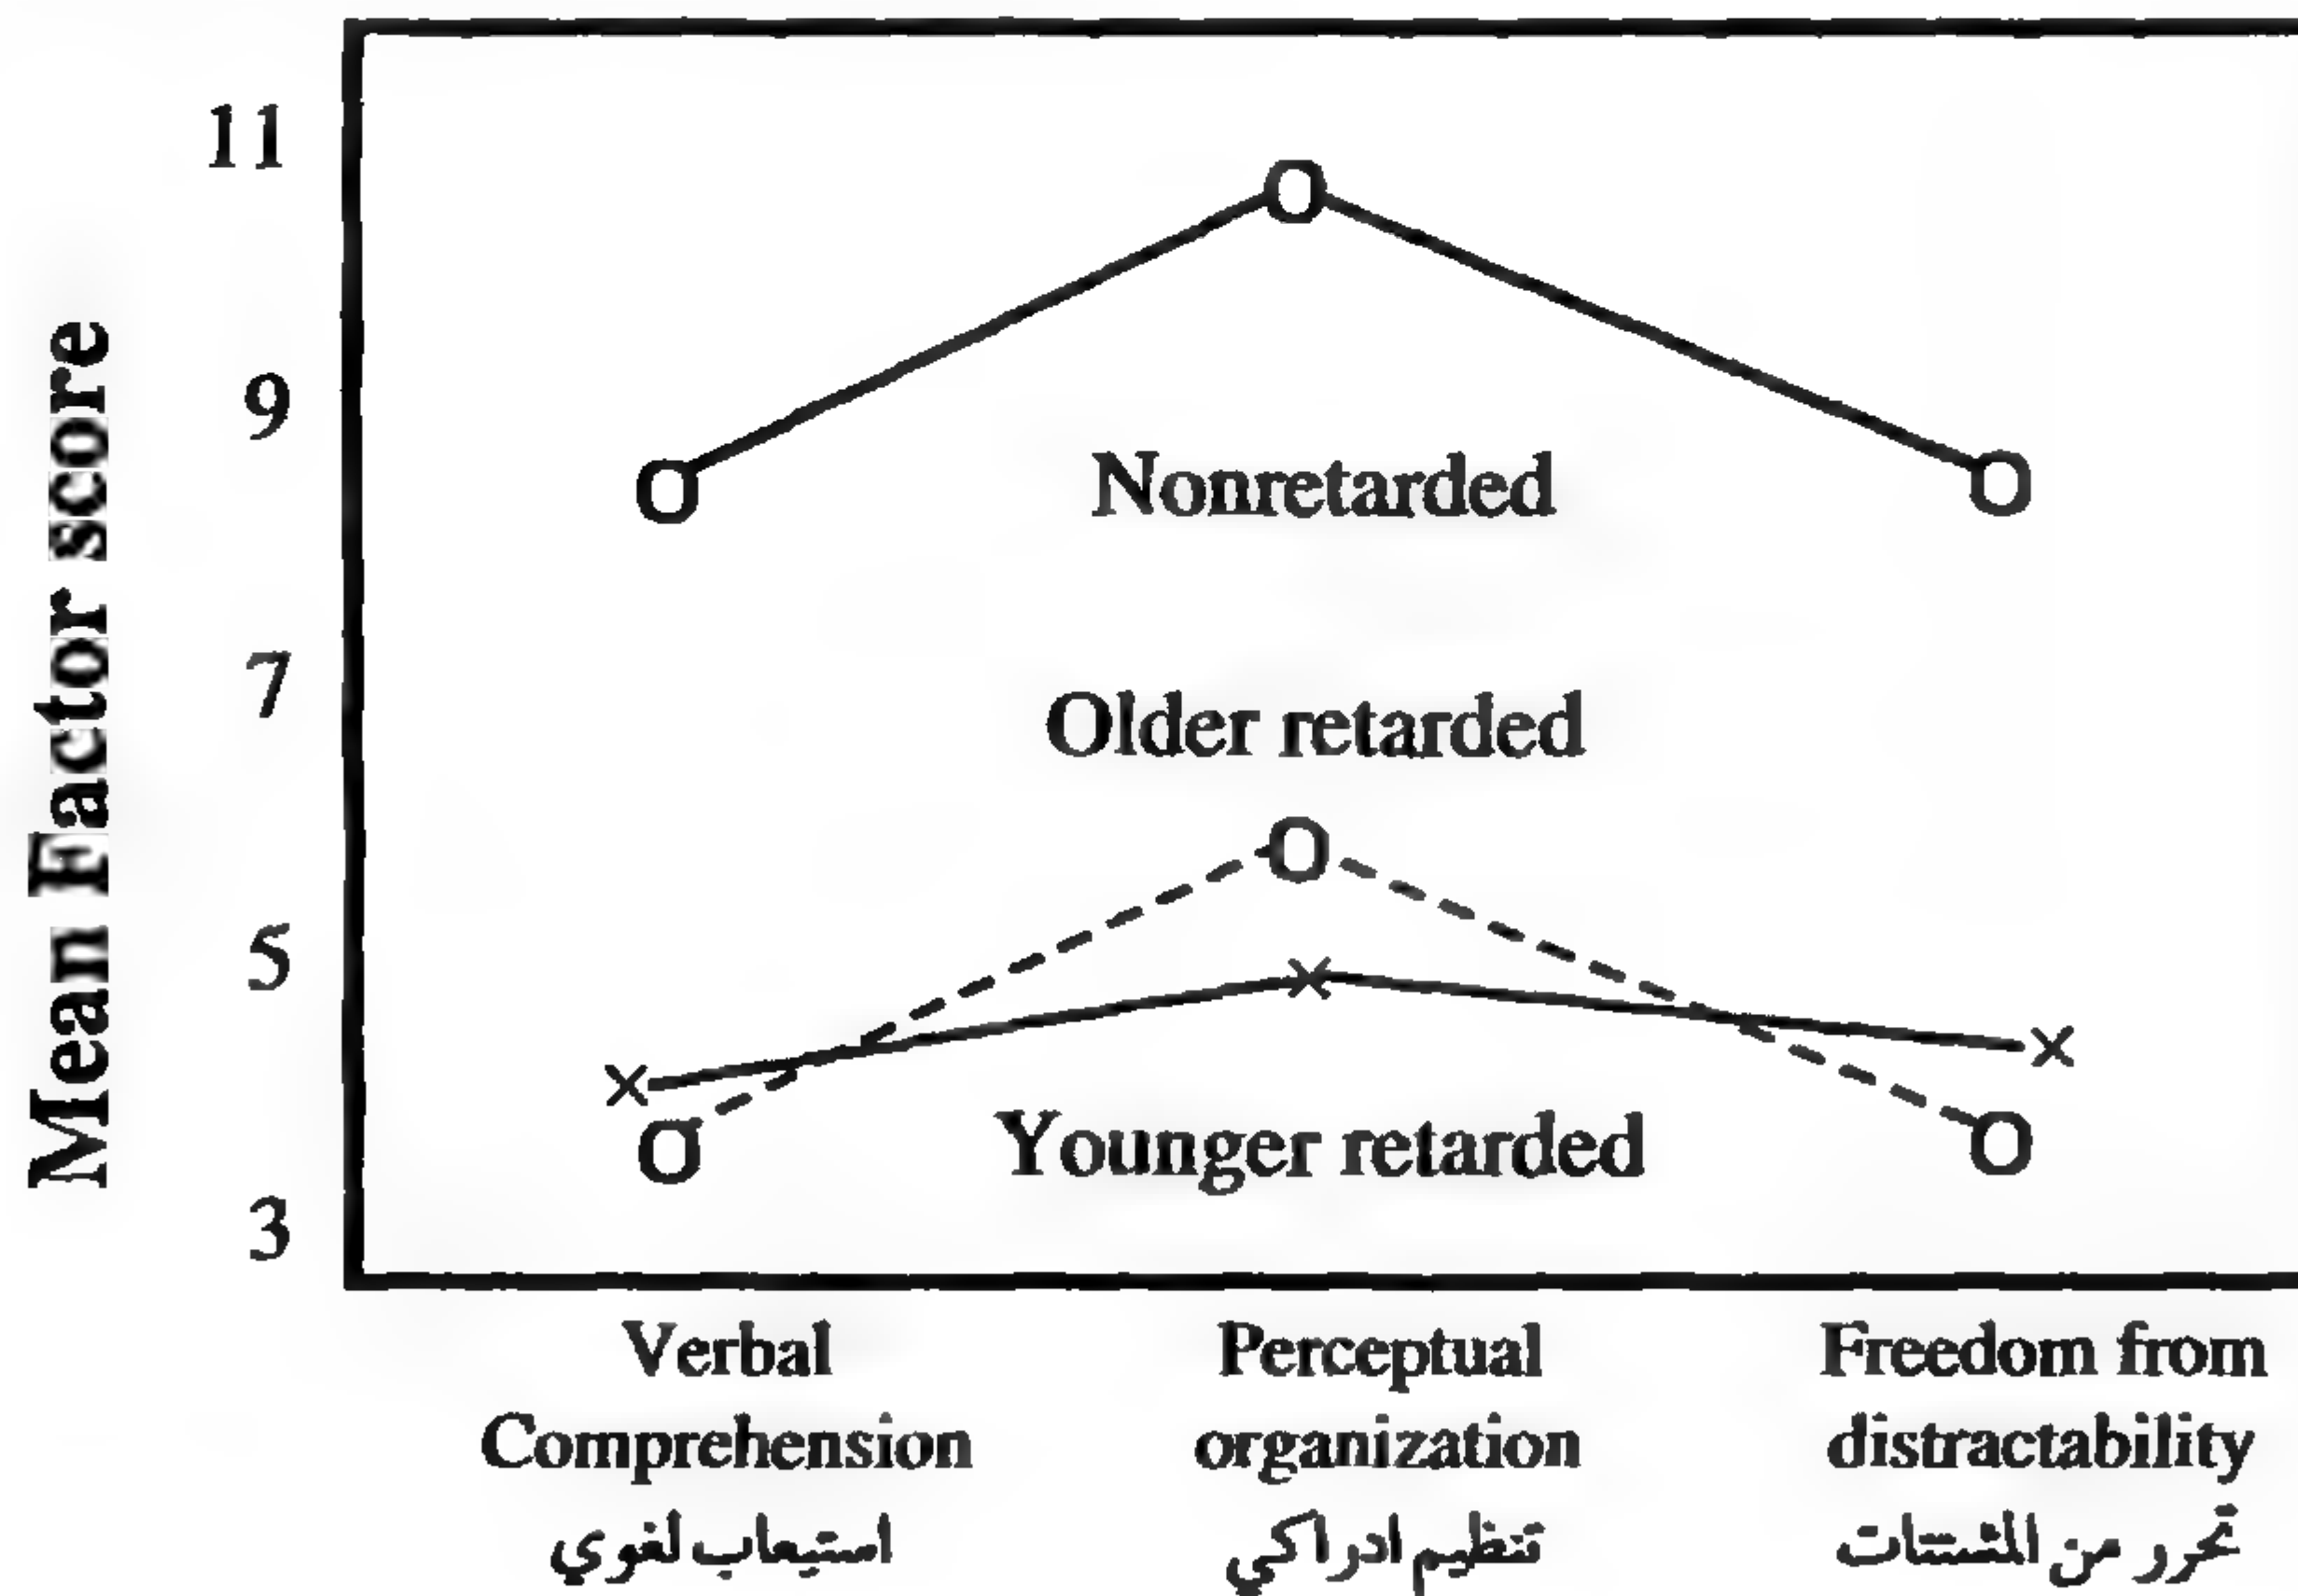 Mean Factor score
11
9
7
5
3
Nonretarded
Older retarded
Younger retarded
Verbal
Comprehension
استيعاب لغوي
Perceptual
organization
تنظيم ادراكي
Freedom from
distractability
تحرر من المشتتات